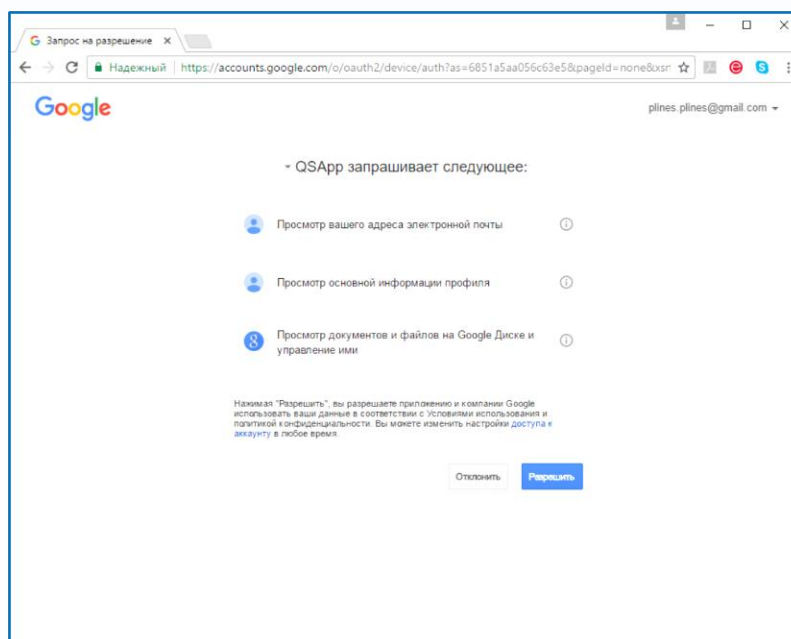 Запрос на разрешение
Надежный https://accounts.google.com/o/oauth2/device/auth?as=6851a5aa056c63e5&pageId=none&xsr
Google
plines.plines@gmail.com
QSApp запрашивает следующее:
Просмотр вашего адреса электронной почты
Просмотр основной информации профиля
Просмотр документов и файлов на Google Диске и
управление ими
Нажимая "Разрешить", вы разрешаете приложению и компании Google
использовать ваши данные в соответствии с Условиями использования и
политикой конфиденциальности. Вы можете изменить настройки доступа к
аккаунту в любое время.
Отклонить Разрешить